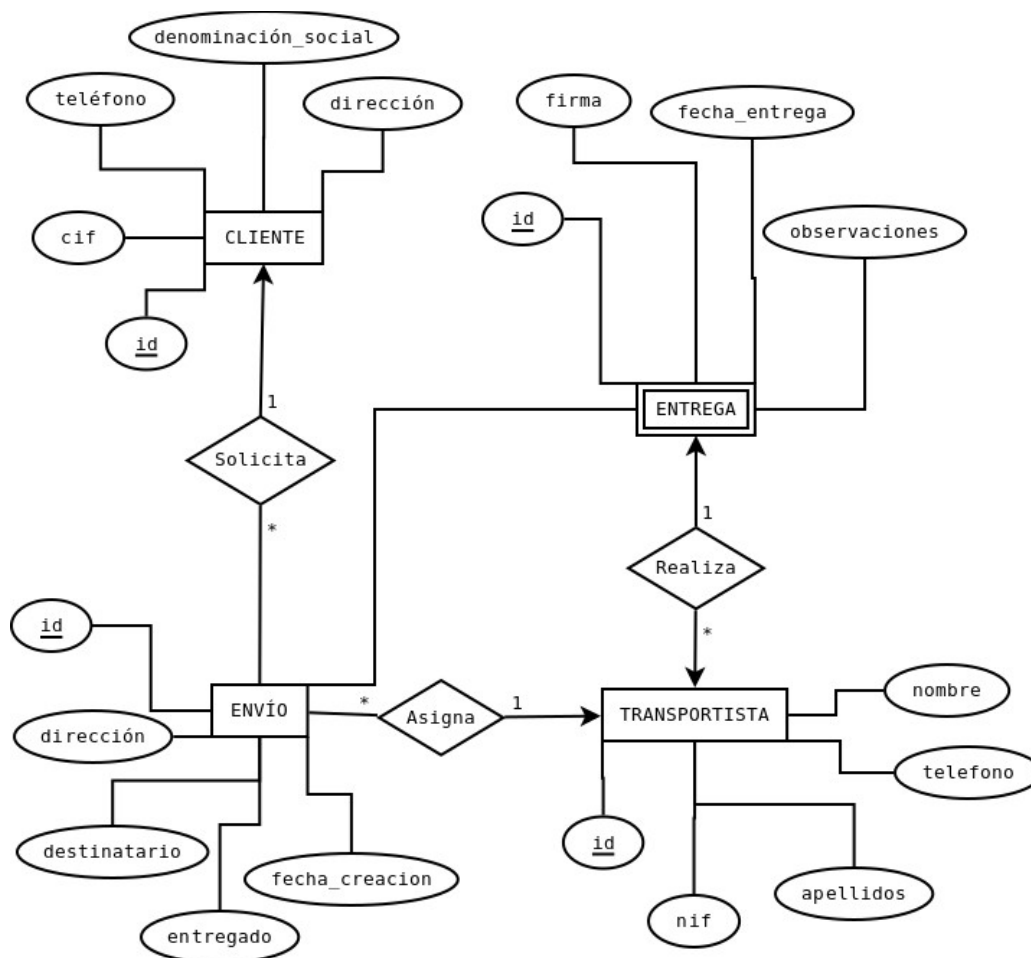 denominación_social
teléfono
dirección
firma
fecha_entrega
id
cif
CLIENTE
observaciones
id
ENTREGA
1
Solicita
*
1
Realiza
*
id
ENVÍO
*
Asigna
1
TRANSPORTISTA
nombre
dirección
telefono
destinatario
fecha_creacion
id
apellidos
entregado
nif